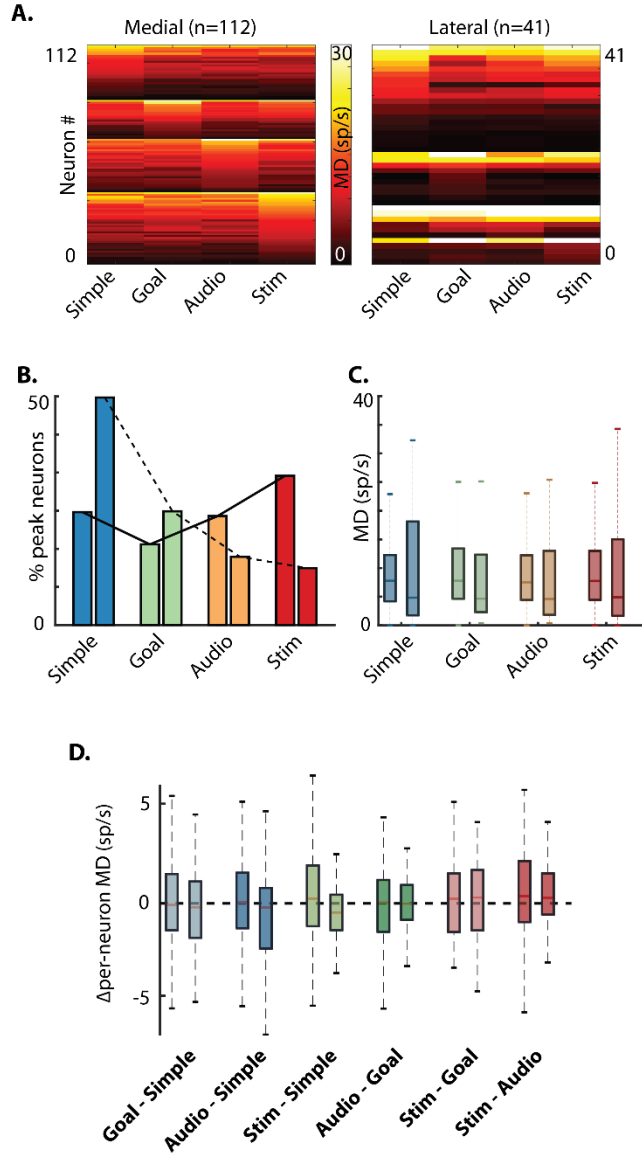 A.
Medial (n=112)
Lateral (n=41)
112
Neuron #
0
30
MD (sp/s)
0
41
0
Simple
Goal
Audio
Stim
Simple
Goal
Audio
Stim
B.
50
% peak neurons
0
Simple
Goal
Audio
Stim
C.
40
MD (sp/s)
0
Simple
Goal
Audio
Stim
D.
5
Δper-neuron MD (sp/s)
0
-5
Goal - Simple
Audio - Simple
Stim - Simple
Audio - Goal
Stim - Goal
Stim - Audio